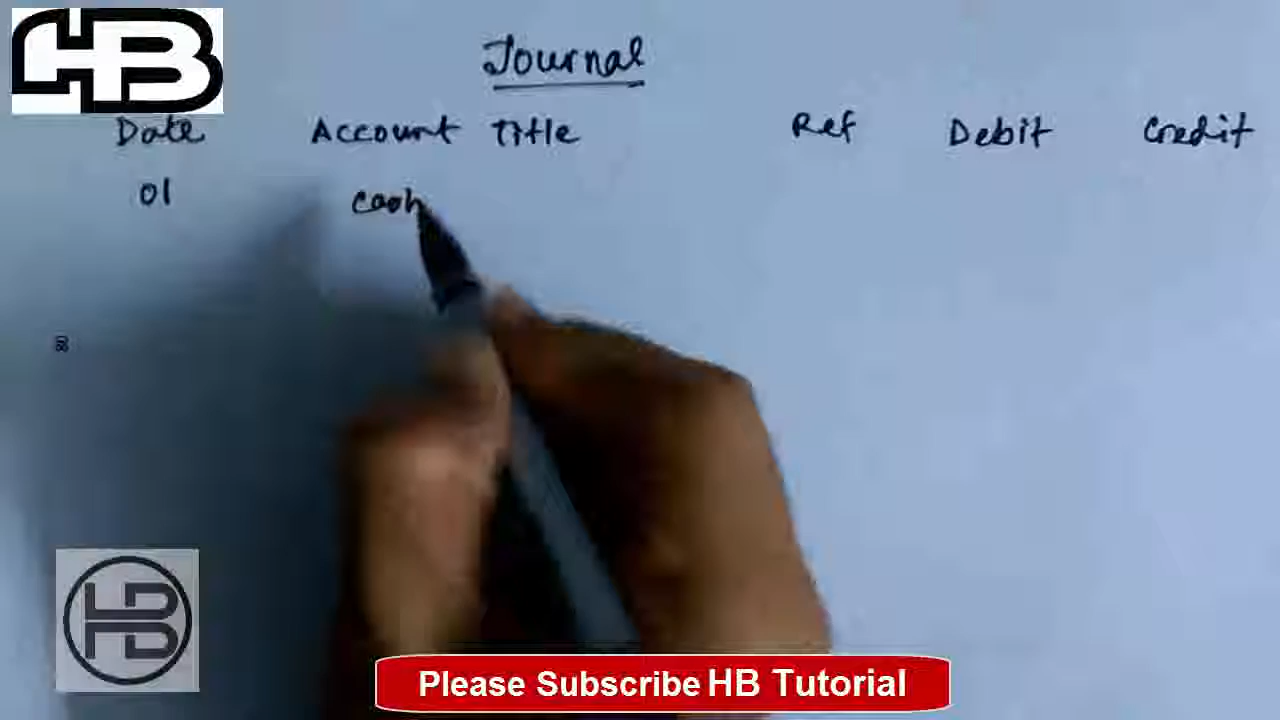 HB
Journal
Date Account Title Ref Debit Credit
01 cash
HB
Please Subscribe HB Tutorial